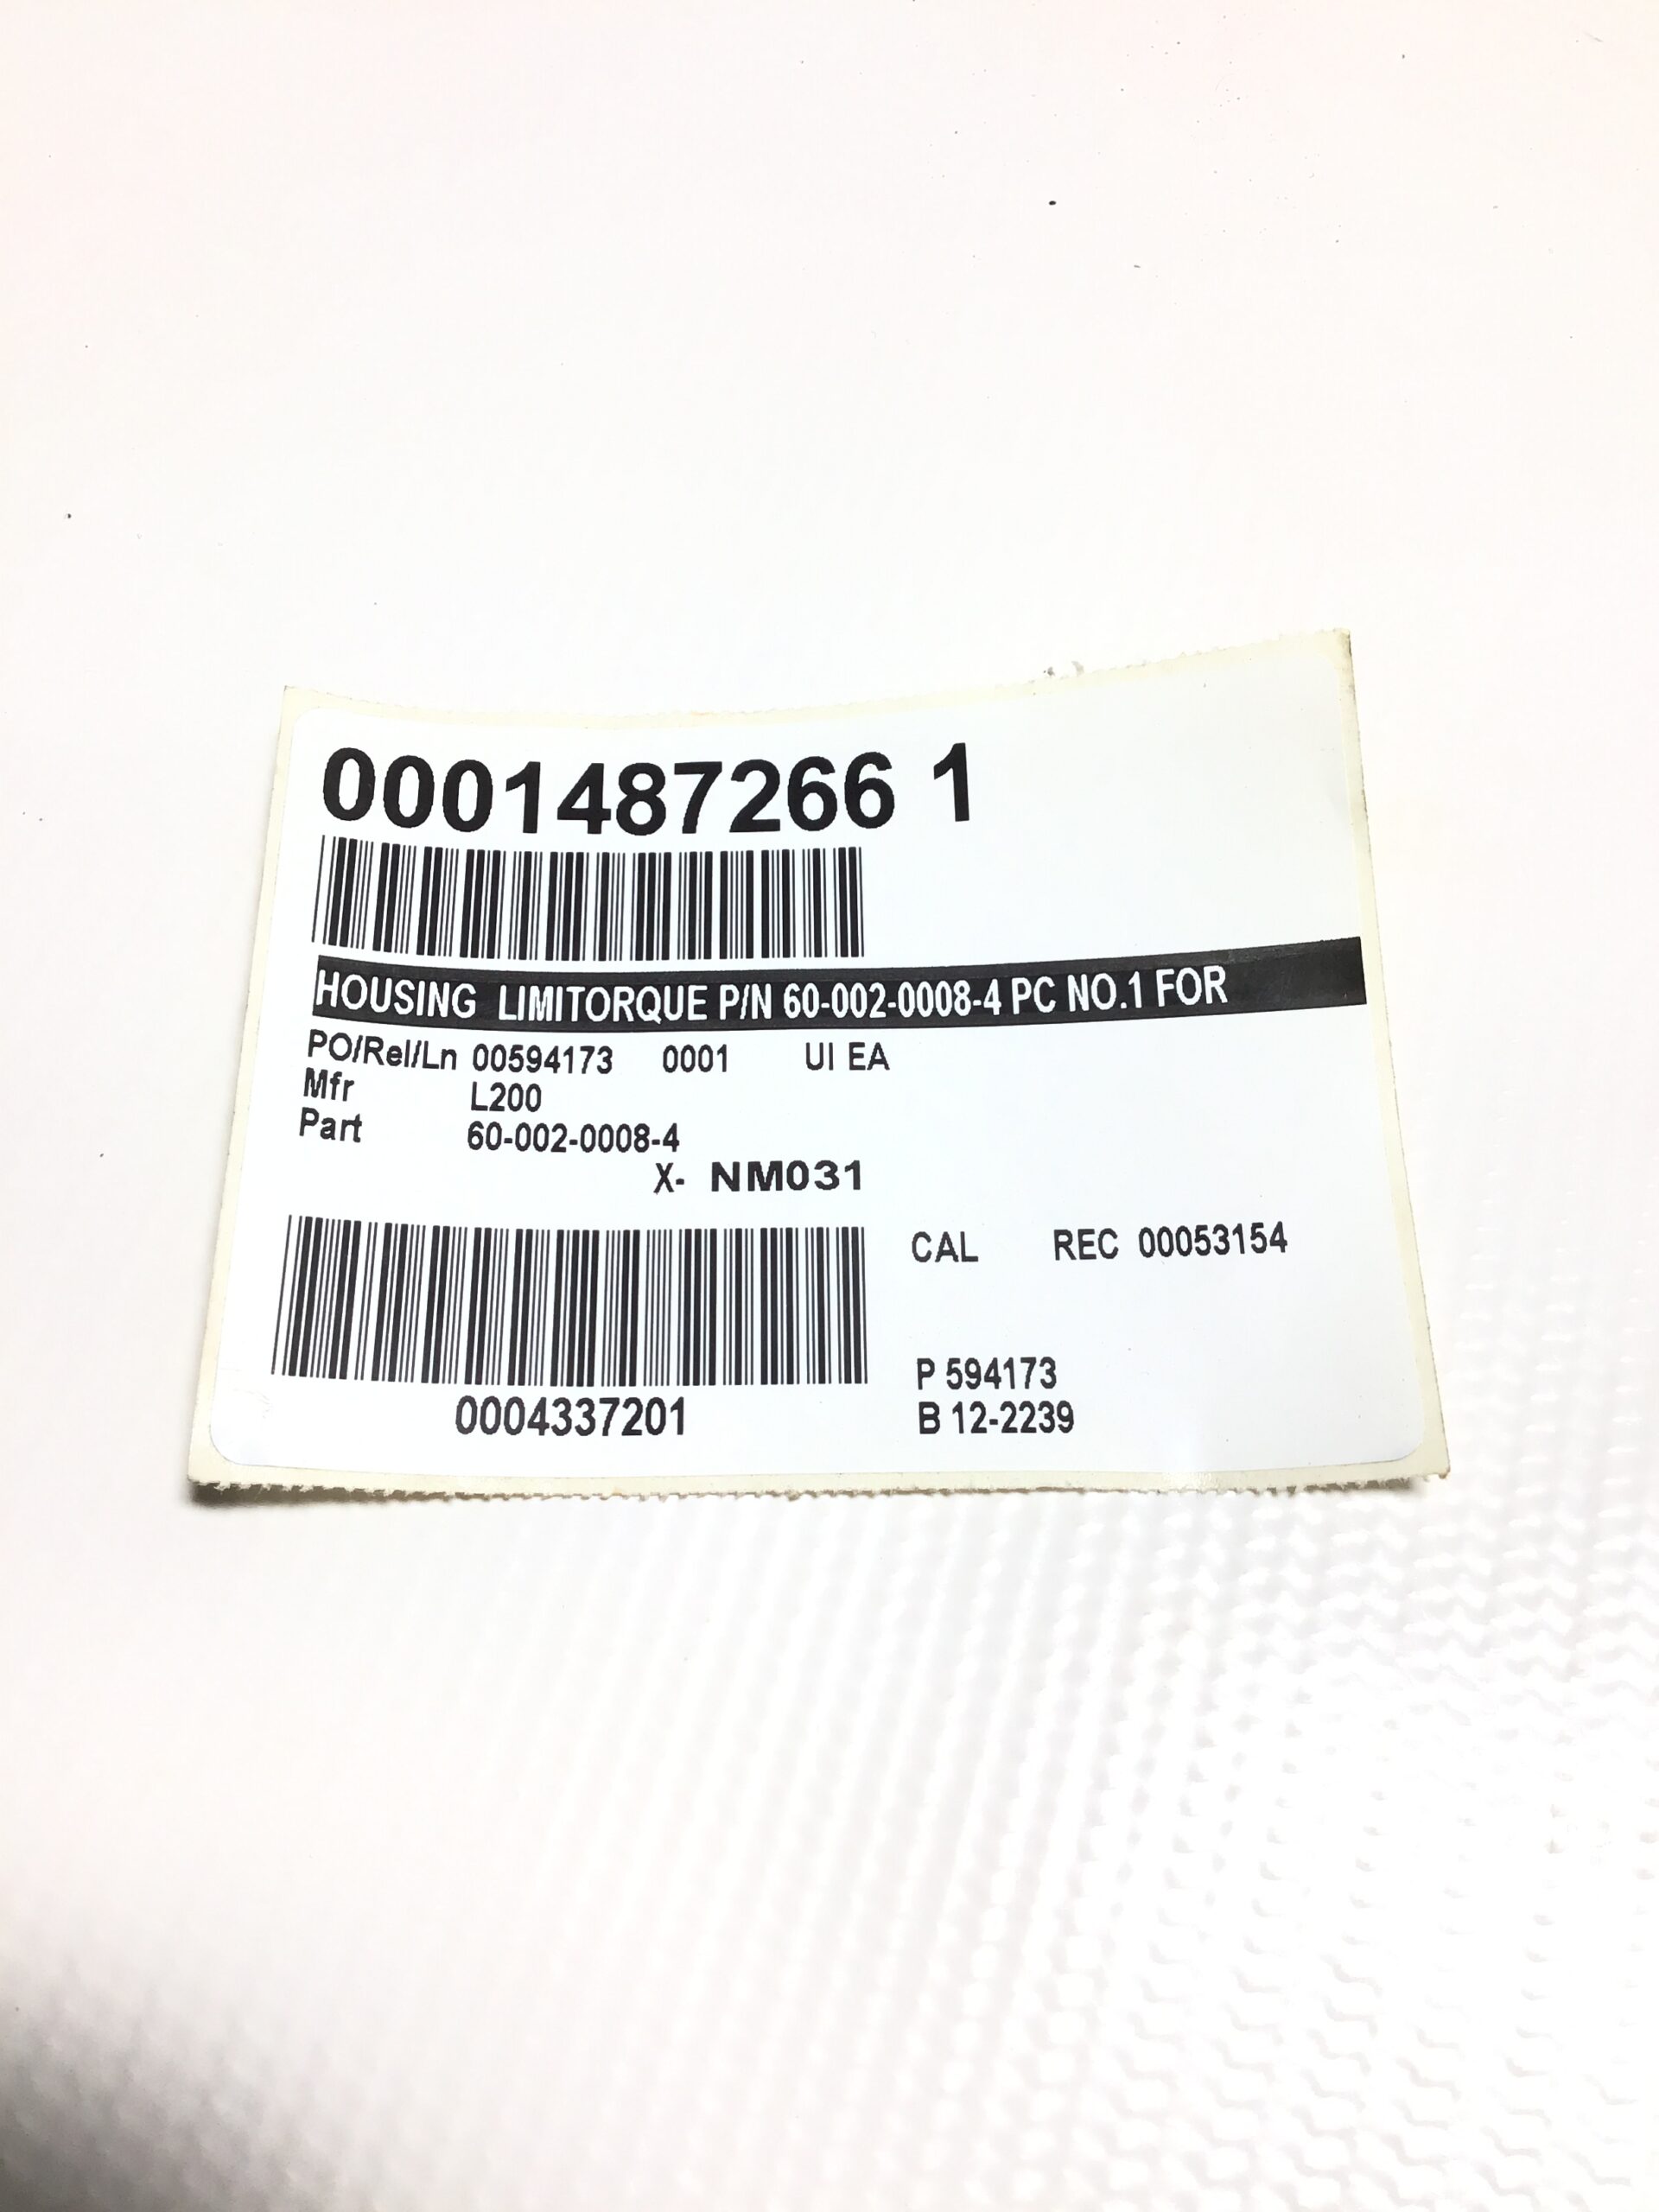 0001487266 1
HOUSING LIMITORQUE P/N 60-002-0008-4 PC NO.1 FOR
PO/Rel/Ln 00594173 0001 UI EA
Mfr L200
Part 60-002-0008-4
X- NM031
CAL REC 00053154
P 594173
B 12-2239
0004337201